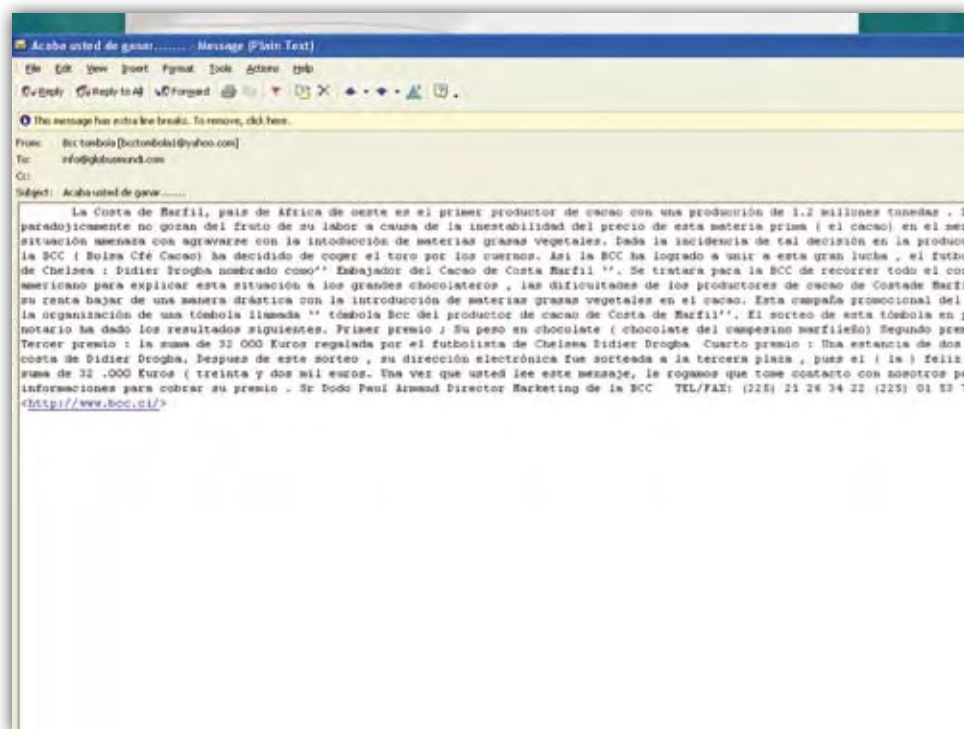 Acaba usted de ganar....... - Message (Plain Text)
File Edit View Insert Format Tools Actions Help
Reply Reply to All Forward
This message has extra line breaks. To remove, click here.
From: Bcc tombola [bcctombola1@yahoo.com]
To: info@globusmundi.com
Cc:
Subject: Acaba usted de ganar.......
La Costa de Marfil, pais de África de oeste es el primer productor de cacao con una producción de 1.2 millones tonedas .
paradojicamente no gozan del fruto de su labor a causa de la inestabilidad del precio de esta materia prima ( el cacao) en el
situación amenaza con agravarse con la intoducción de materias grasas vegetales. Dada la incidencia de tal decisión en la
la BCC ( Bolsa Cfé Cacao) ha decidido de coger el toro por los cuernos. Asi la BCC ha logrado a unir a esta gran lucha , el
de Chelsea : Didier Drogba nombrado como'' Embajador del Cacao de Costa Marfil ''. Se tratara para la BCC de recorrer todo el
americano para explicar esta situación a los grandes chocolateros , las dificultades de los productores de cacao de Costade
su renta bajar de una manera drástica con la introducción de materias grasas vegetales en el cacao. Esta campaña promocional del
la organización de una tómbola llamada '' tómbola Bcc del productor de cacao de Costa de Marfil''. El sorteo de esta tómbola en
notario ha dado los resultados siguientes. Primer premio ; Su peso en chocolate ( chocolate del campesino marfileño) Segundo
Tercer premio : la suma de 32 000 Euros regalada por el futbolista de Chelsea Didier Drogba Cuarto premio : Una estancia de dos
costa de Didier Drogba. Despues de este sorteo , su dirección electrónica fue sorteada a la tercera plaza , pues el ( la ) feliz
suma de 32 .000 Euros ( treinta y dos mil euros. Una ver que usted lee este mensaje, le rogamos que tome contacto con nosotros
informaciones para cobrar su premio . Sr Dodo Paul Armand Director Marketing de la BCC TEL/FAX: (225) 21 26 34 22 (225) 01 53
<http://www.bcc.ci/>